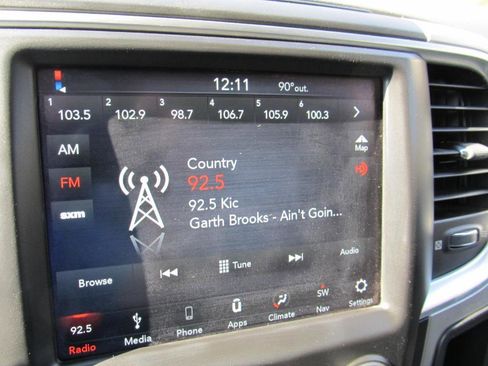 12:11 90°out.
1 2 3 4 5 6
103.5 102.9 98.7 106.7 105.9 100.3
AM
Map
Country
FM
92.5
92.5 Kic
sxm
Garth Brooks - Ain't Goin...
Browse
Tune
Audio
92.5
Radio
Media
Phone
Apps
Climate
SW
Nav
Settings